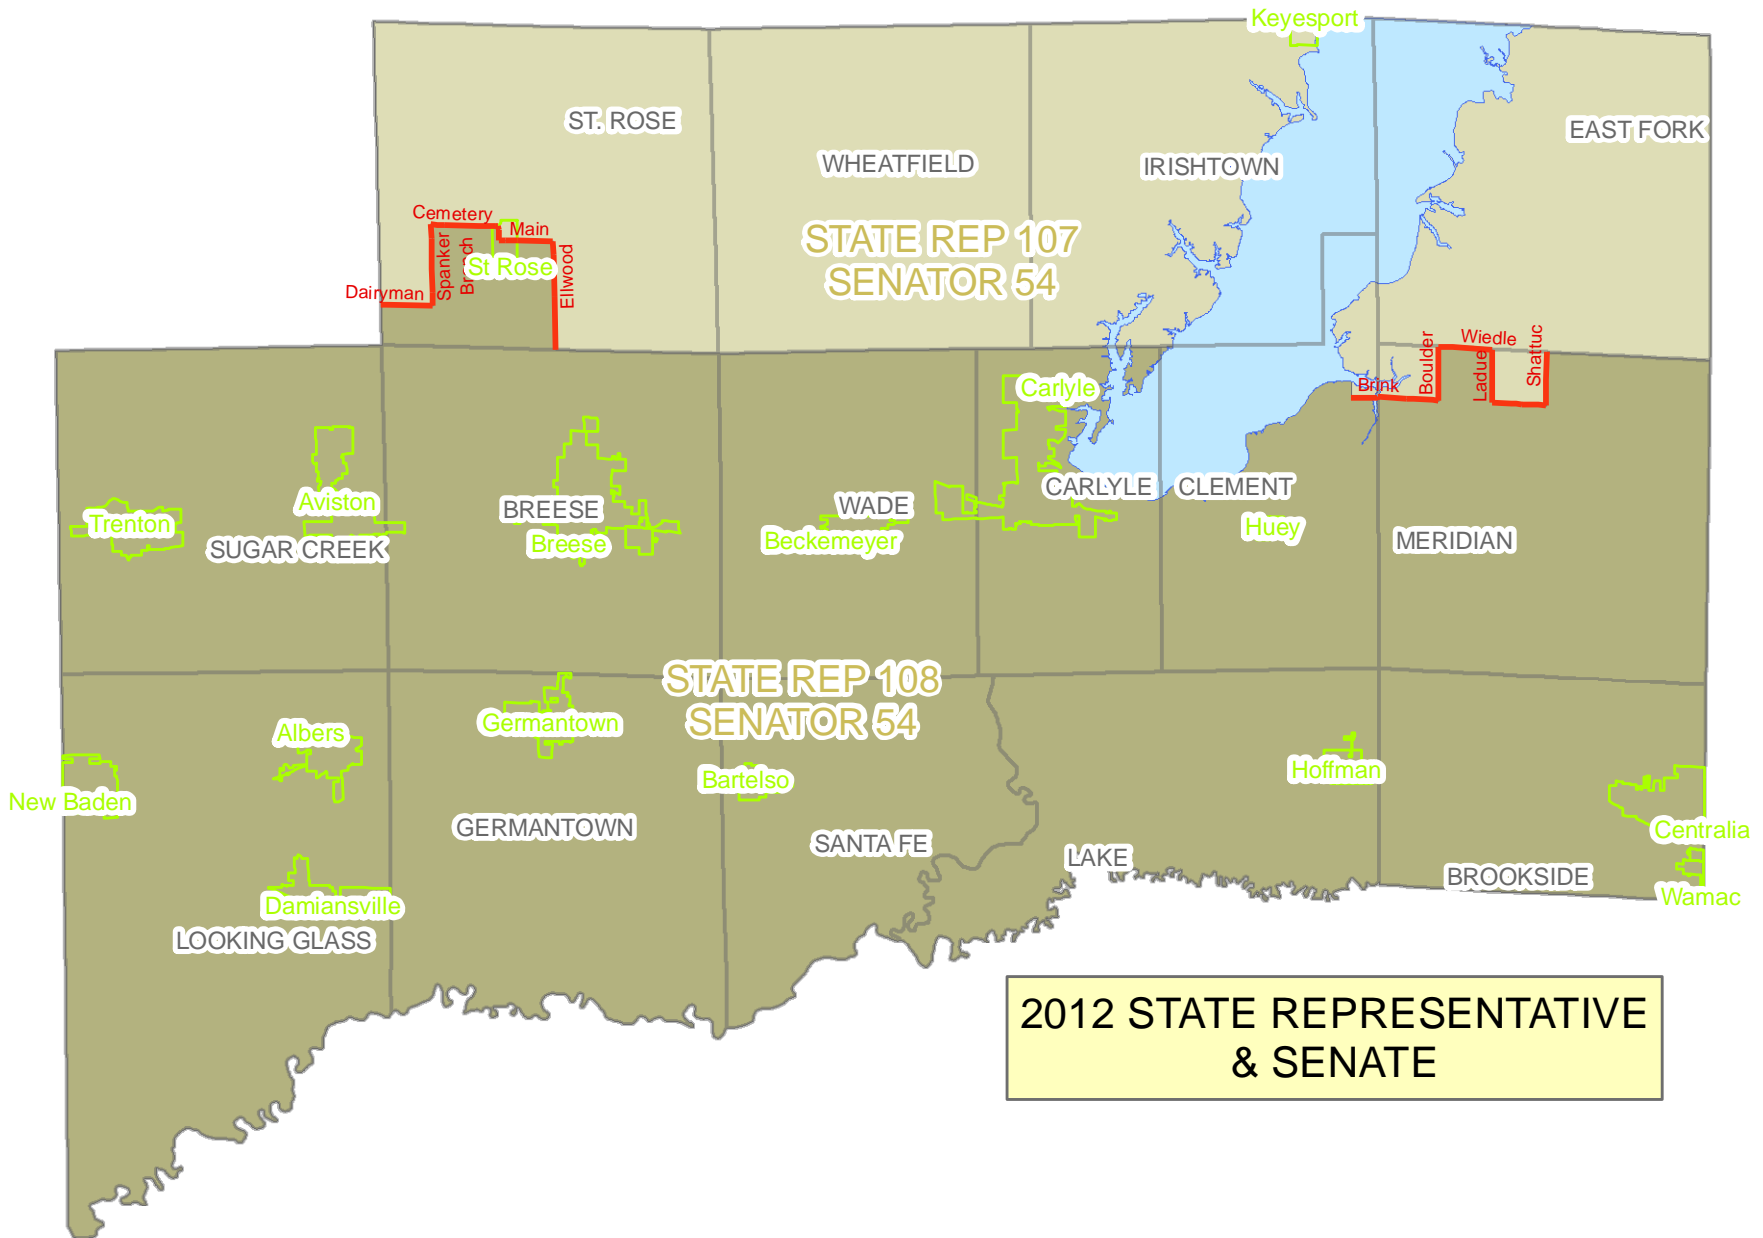 Keyesport
ST. ROSE
EAST FORK
WHEATFIELD
IRISHTOWN
Cemetery
Main
Spanker
Branch
St Rose
Ellwood
Dairyman
STATE REP 107
SENATOR 54
Wiedle
Boulder
Ladue
Shattuc
Brink
Carlyle
Trenton
Aviston
SUGAR CREEK
BREESE
Breese
WADE
Beckemeyer
CARLYLE
CLEMENT
Huey
MERIDIAN
STATE REP 108
SENATOR 54
Albers
Germantown
Bartelso
Hoffman
New Baden
GERMANTOWN
SANTA FE
LAKE
Centralia
BROOKSIDE
Wamac
Damiansville
LOOKING GLASS
2012 STATE REPRESENTATIVE
& SENATE